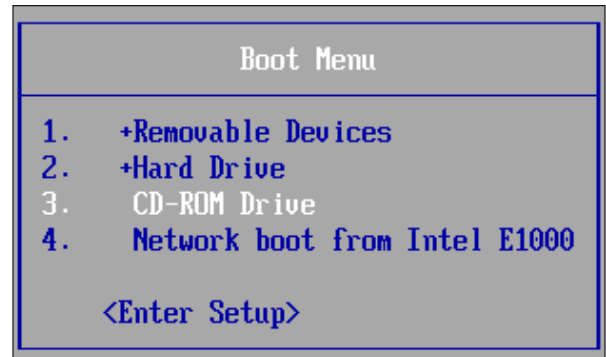 Boot Menu
1. +Removable Devices
2. +Hard Drive
3. CD-ROM Drive
4. Network boot from Intel E1000
<Enter Setup>